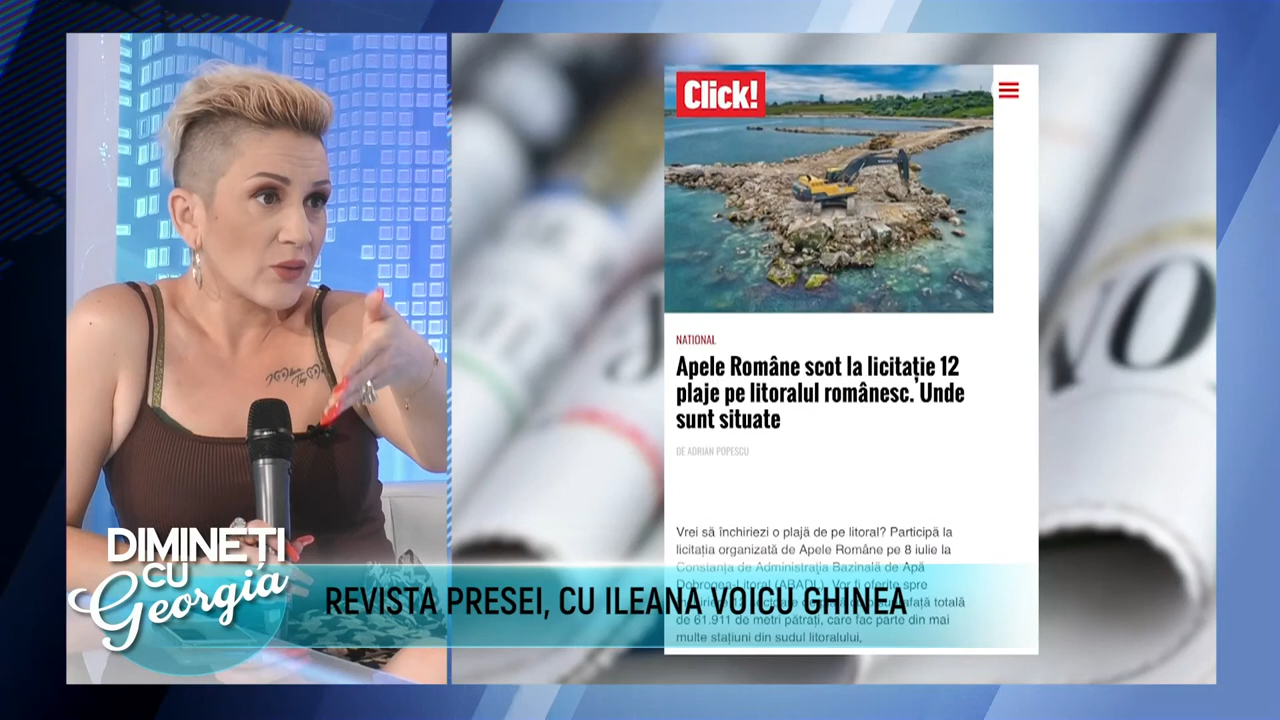 Click!
NATIONAL
Apele Române scot la licitație 12
plaje pe litoralul românesc. Unde
sunt situate
DE ADRIAN POPESCU
Vrei să închiriezi o plajă de pe litoral? Participă la
licitația organizată de Apele Române pe 8 iulie la
Constanța de Administraţia Bazinală de Apă
Dobrogea-Litoral (ABADL). Vor fi oferite spre
totală
de 61.911 de metri pătrați, care fac parte din mai
multe stațiuni din sudul litoralului,
DIMINEȚI
CU
Georgia
REVISTA PRESEI, CU ILEANA VOICU GHINEA